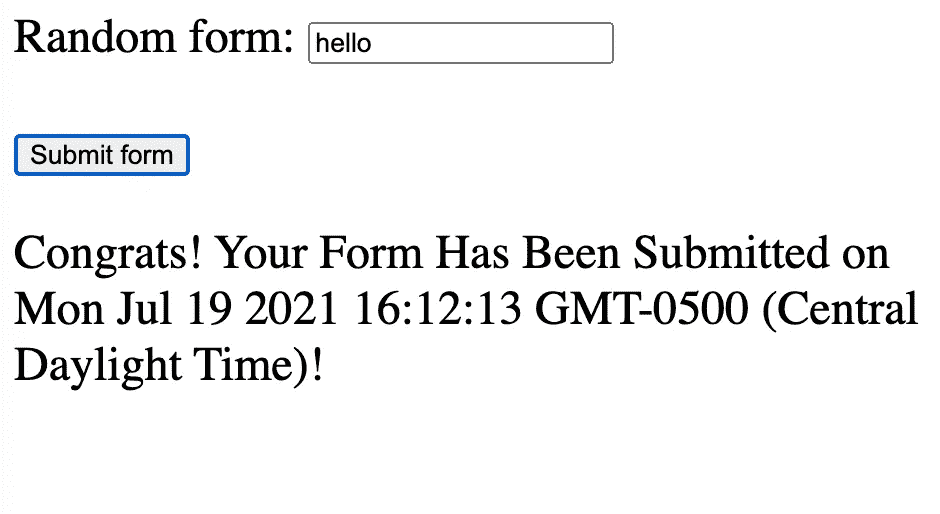 Random form: hello
Submit form
Congrats! Your Form Has Been Submitted on
Mon Jul 19 2021 16:12:13 GMT-0500 (Central
Daylight Time)!